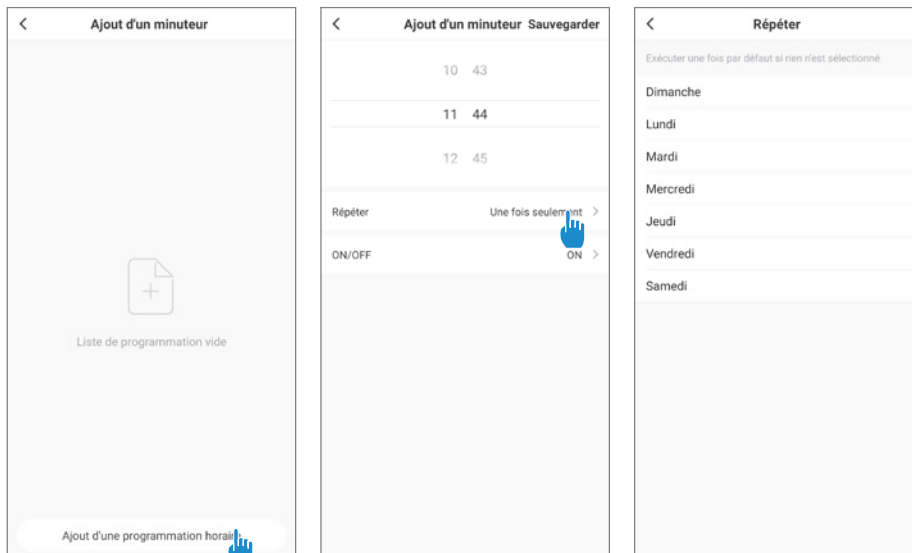 Ajout d'un minuteur
Liste de programmation vide
Ajout d'une programmation horaire
Ajout d'un minuteur Sauvegarder
10 43
11 44
12 45
Répéter Une fois seulement
ON/OFF ON
Répéter
Exécuter une fois par défaut si rien n'est sélectionné
Dimanche
Lundi
Mardi
Mercredi
Jeudi
Vendredi
Samedi